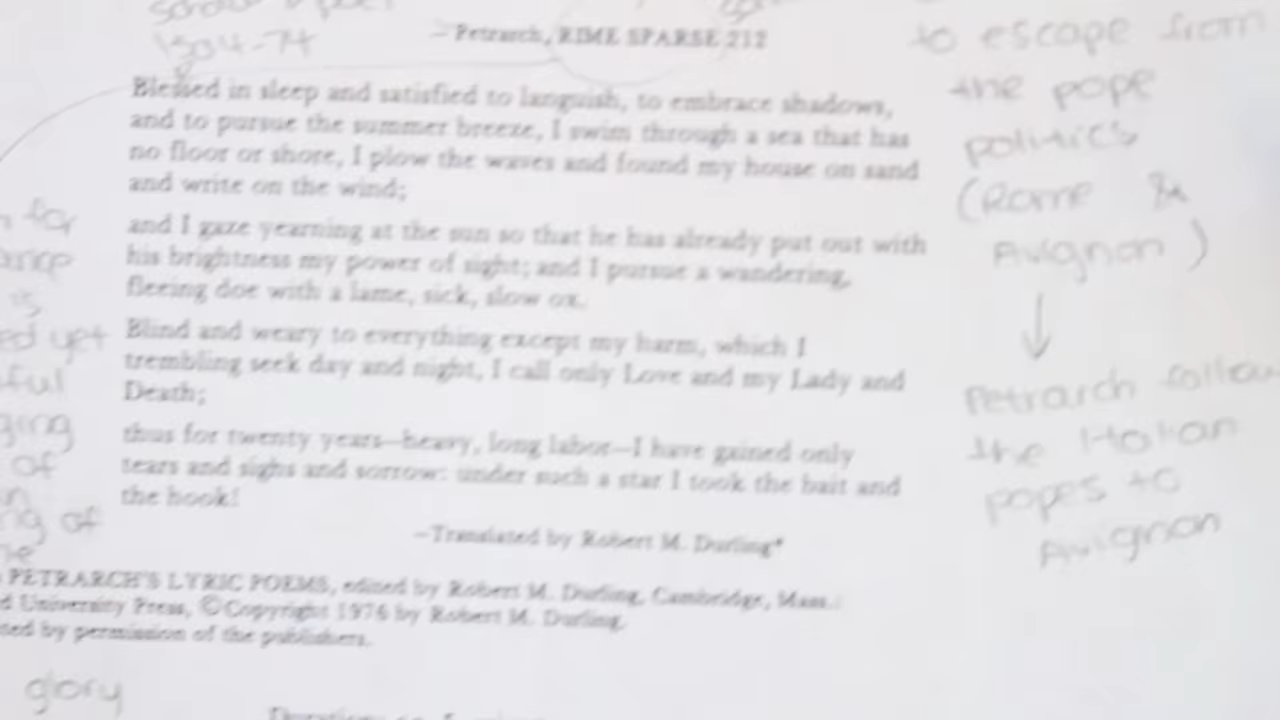 scholar & poet
1304-74
—Petrarch, RIME SPARSE 212
Blessed in sleep and satisfied to languish, to embrace shadows,
and to pursue the summer breeze, I swim through a sea that has
no floor or shore, I plow the waves and found my house on sand
and write on the wind;
and I gaze yearning at the sun so that he has already put out with
his brightness my power of sight; and I pursue a wandering,
fleeing doe with a lame, sick, slow ox.
Blind and weary to everything except my harm, which I
trembling seek day and night, I call only Love and my Lady and
Death;
thus for twenty years—heavy, long labor—I have gained only
tears and sighs and sorrow: under such a star I took the bait and
the hook!
—Translated by Robert M. Durling*
PETRARCH'S LYRIC POEMS, edited by Robert M. Durling, Cambridge, Mass.:
University Press, ©Copyright 1976 by Robert M. Durling.
by permission of the publishers.
for
is
yet
of
of
glory
to escape from
the pope
politics
(Rome &
Avignon)
↓
Petrarch
the Italian
popes to
Avignon